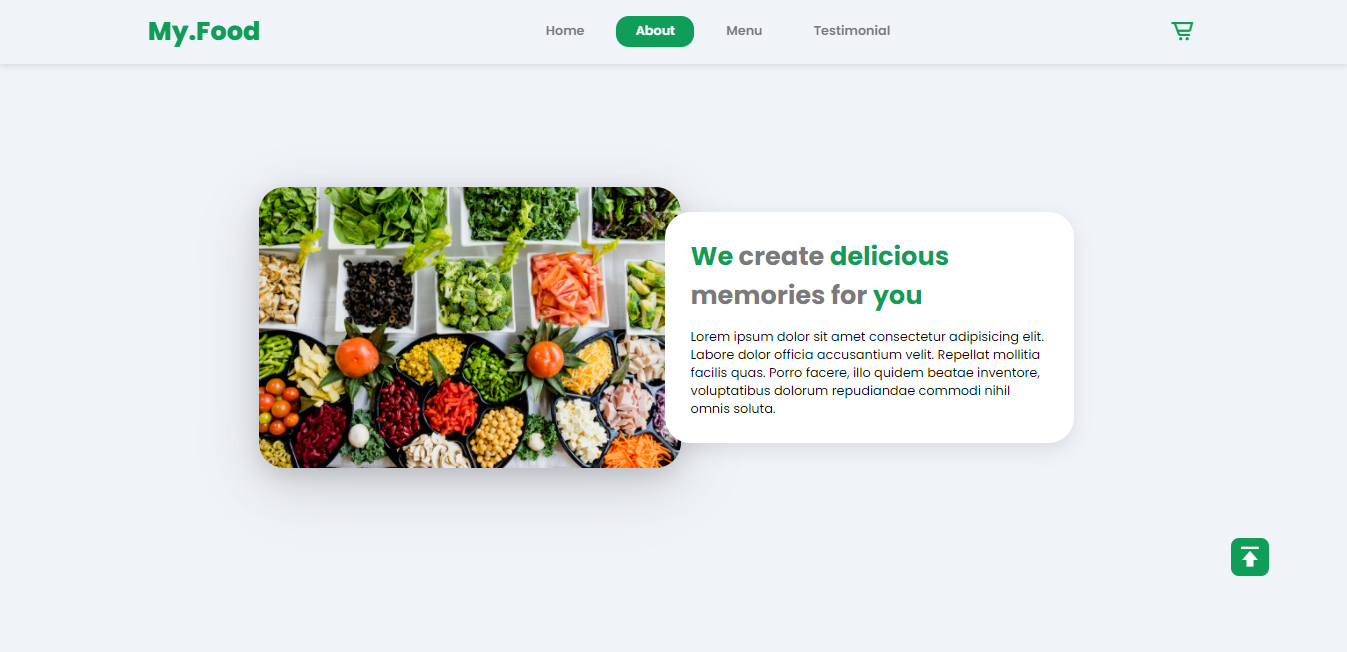 My.Food
Home
About
Menu
Testimonial
We create delicious
memories for you
Lorem ipsum dolor sit amet consectetur adipisicing elit.
Labore dolor officia accusantium velit. Repellat mollitia
facilis quas. Porro facere, illo quidem beatae inventore,
voluptatibus dolorum repudiandae commodi nihil
omnis soluta.